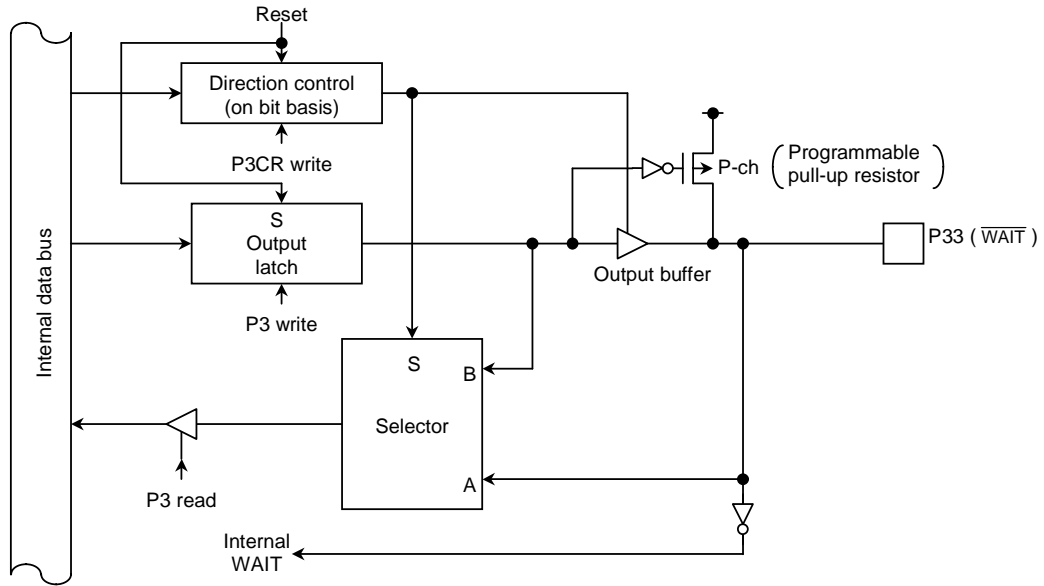 Reset
Direction control
(on bit basis)
P3CR write
P-ch
(Programmable
pull-up resistor)
S
Output
latch
P33 ( W̅A̅I̅T̅ )
Output buffer
Internal data bus
P3 write
S
B
Selector
A
P3 read
Internal
WAIT